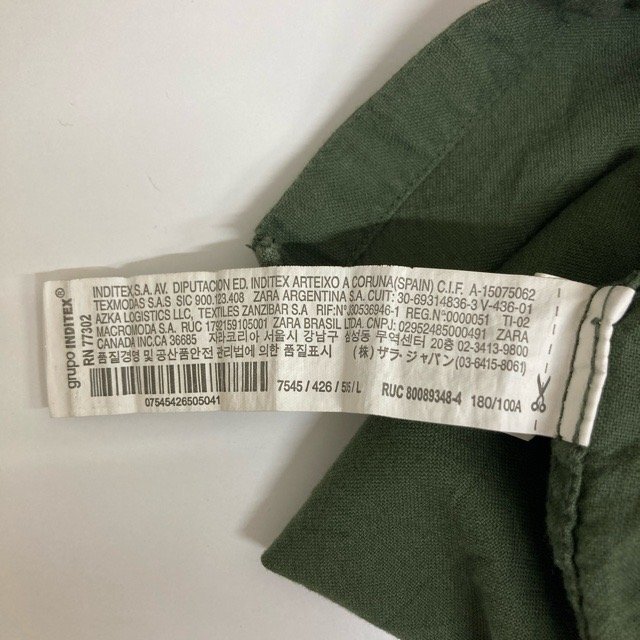 grupo INDITEX®
RN 77302
INDITEX,S.A. AV. DIPUTACION ED. INDITEX ARTEIXO A CORUNA(SPAIN) C.I.F. A-15075062
TEXMODAS S.A.S SIC 900.123.408 ZARA ARGENTINA S.A. CUIT: 30-69314836-3 V-436-01
AZKA LOGISTICS LLC, TEXTILES ZANZIBAR S.A RIF:N° J00536946-1 REG.N°0000051 TI-02
MACROMODA S.A. RUC 1792159105001 ZARA BRASIL LTDA. CNPJ: 02952485000491 ZARA
CANADA INC.CA 36685 자라코리아 서울시 강남구 삼성동 무역센타 20층 02-3413-9800
품질경영 및 공산품안전 관리법에 의한 품질표시 (株) ザラ・ジャパン(03-6415-8061)
7545 / 426 / 505 / L RUC 80089348-4 180/100A
07545426505041